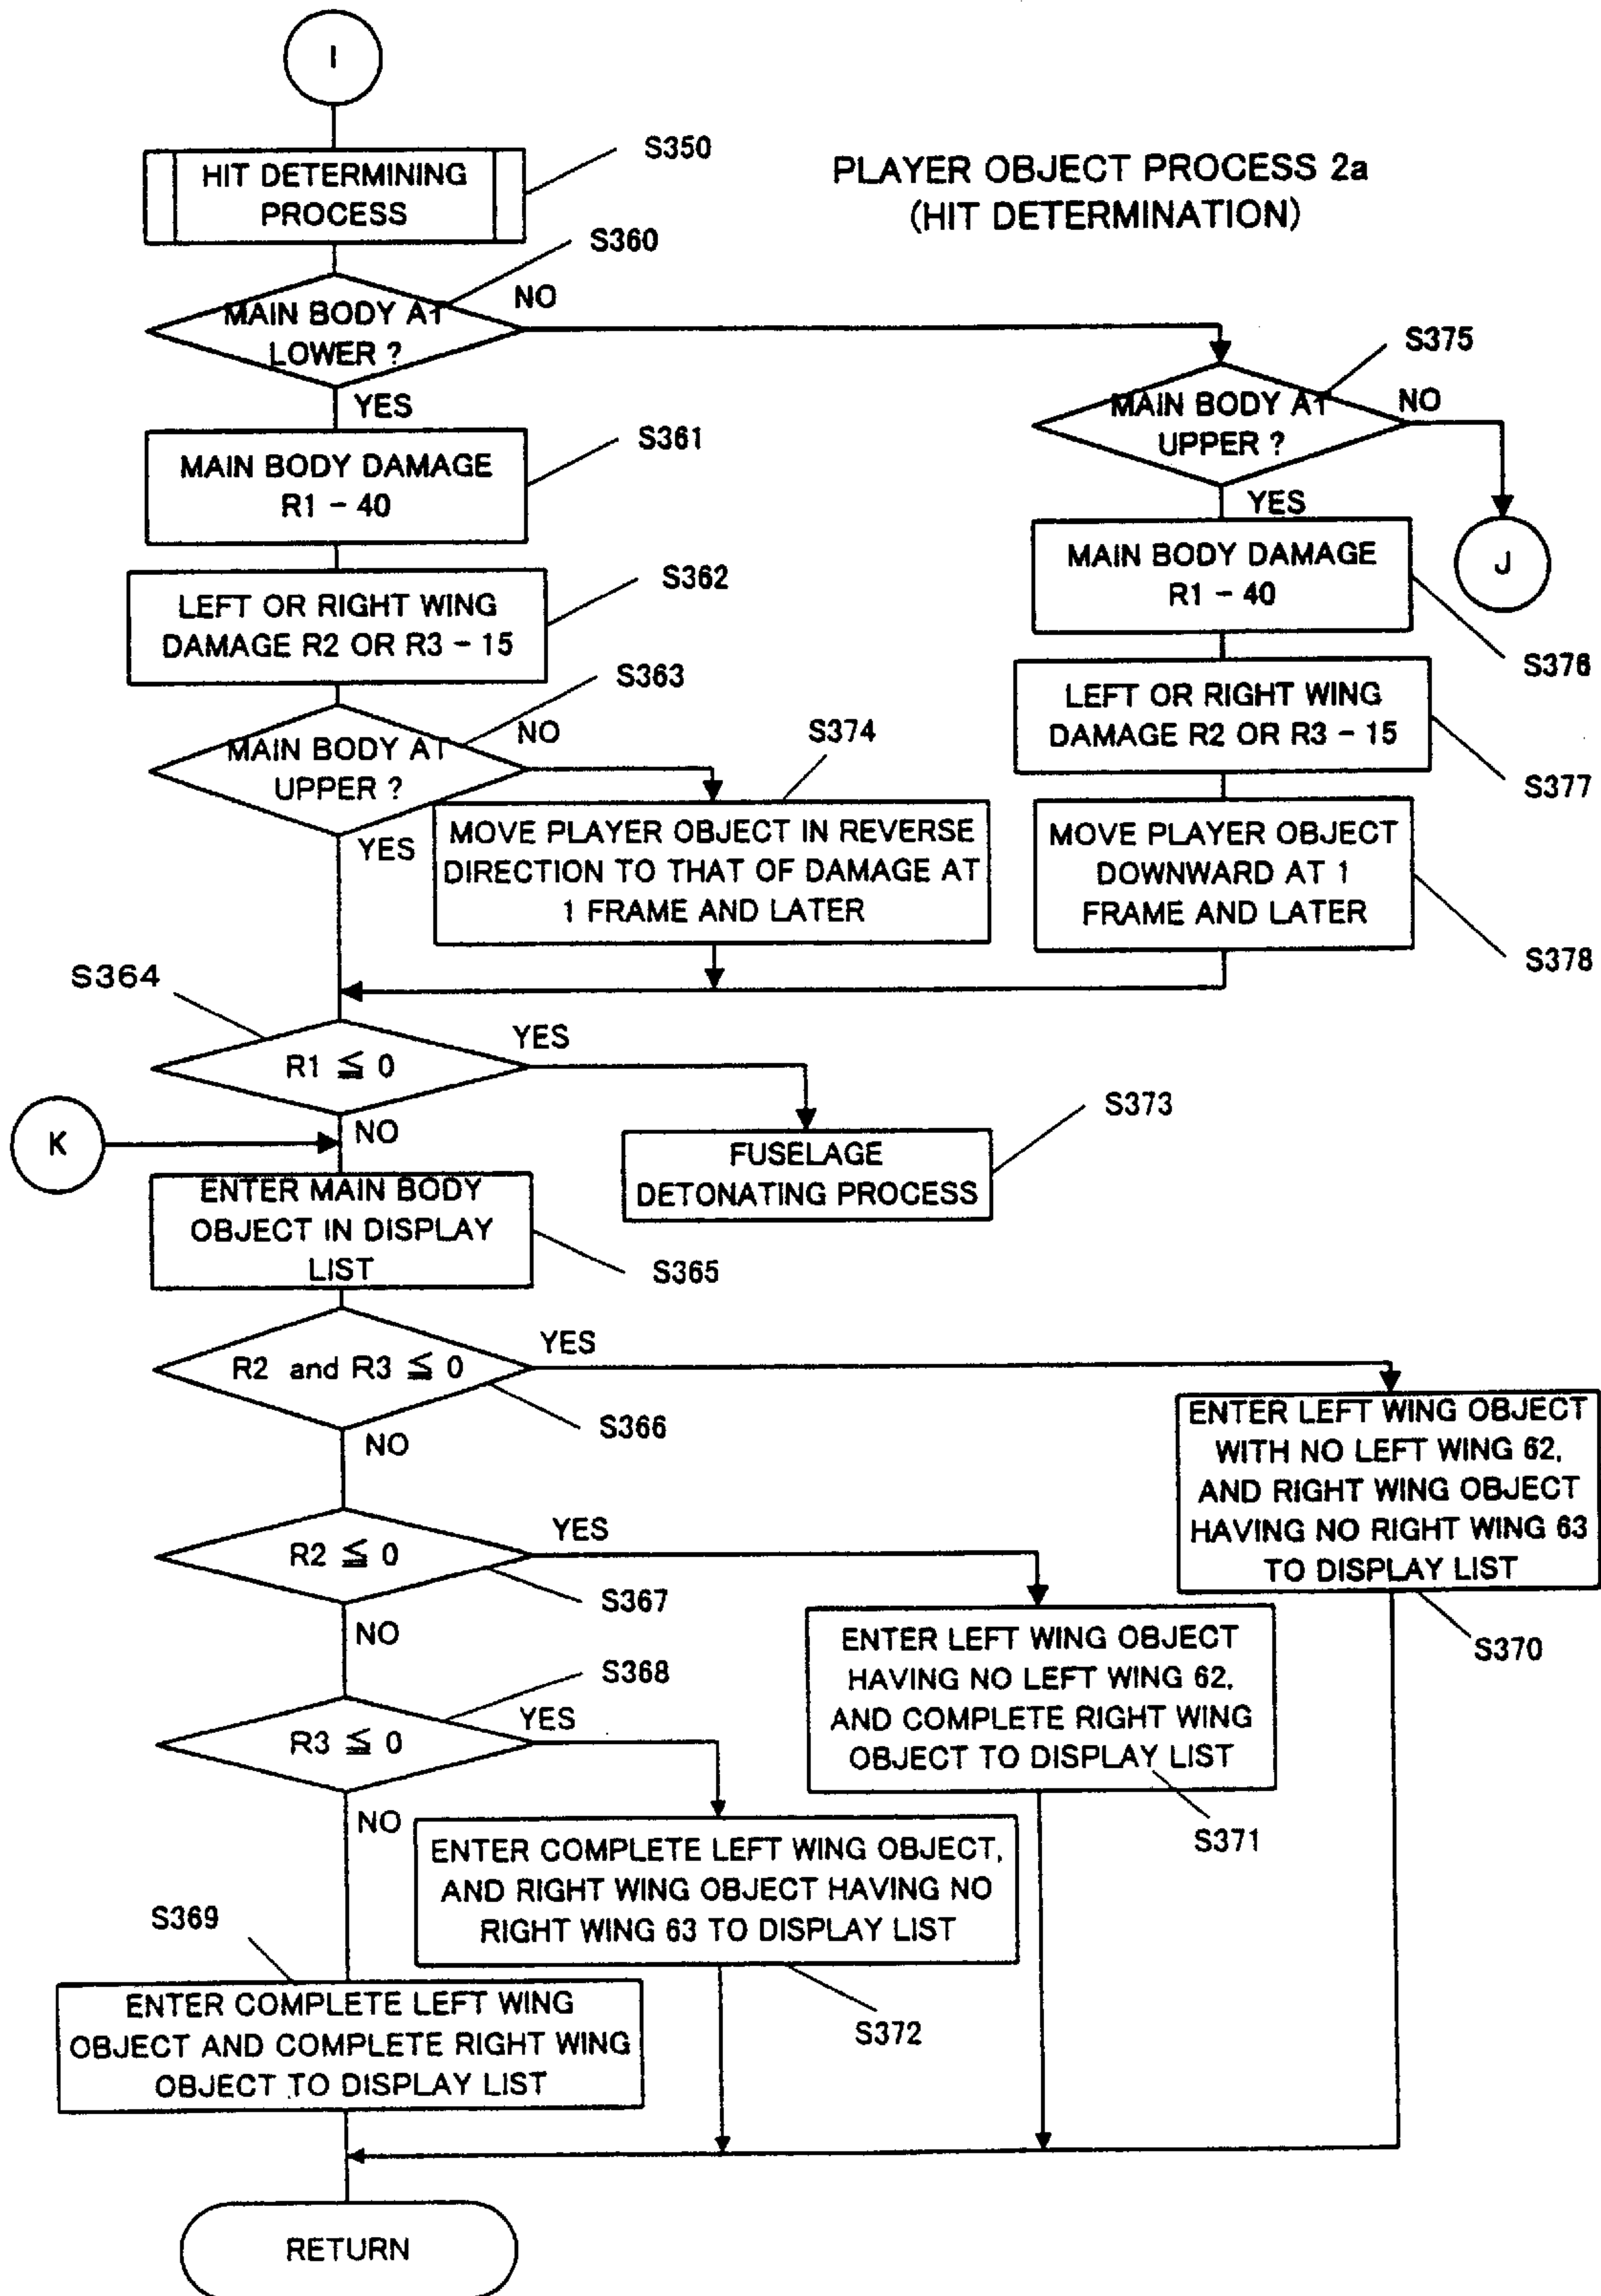 I
HIT DETERMINING
PROCESS
S350
PLAYER OBJECT PROCESS 2a
(HIT DETERMINATION)
S360
MAIN BODY AT
LOWER ?
NO
YES
S375
MAIN BODY AT
UPPER ?
NO
YES
J
S361
MAIN BODY DAMAGE
R1 - 40
MAIN BODY DAMAGE
R1 - 40
S376
S362
LEFT OR RIGHT WING
DAMAGE R2 OR R3 - 15
LEFT OR RIGHT WING
DAMAGE R2 OR R3 - 15
S377
S363
MAIN BODY AT
UPPER ?
NO
YES
S374
MOVE PLAYER OBJECT IN REVERSE
DIRECTION TO THAT OF DAMAGE AT
1 FRAME AND LATER
MOVE PLAYER OBJECT
DOWNWARD AT 1
FRAME AND LATER
S378
S364
R1 ≦ 0
YES
NO
K
S373
FUSELAGE
DETONATING PROCESS
ENTER MAIN BODY
OBJECT IN DISPLAY
LIST
S365
R2 and R3 ≦ 0
YES
S366
NO
ENTER LEFT WING OBJECT
WITH NO LEFT WING 62,
AND RIGHT WING OBJECT
HAVING NO RIGHT WING 63
TO DISPLAY LIST
S370
R2 ≦ 0
YES
S367
NO
ENTER LEFT WING OBJECT
HAVING NO LEFT WING 62,
AND COMPLETE RIGHT WING
OBJECT TO DISPLAY LIST
S371
S368
R3 ≦ 0
YES
NO
ENTER COMPLETE LEFT WING OBJECT,
AND RIGHT WING OBJECT HAVING NO
RIGHT WING 63 TO DISPLAY LIST
S372
S369
ENTER COMPLETE LEFT WING
OBJECT AND COMPLETE RIGHT WING
OBJECT TO DISPLAY LIST
RETURN